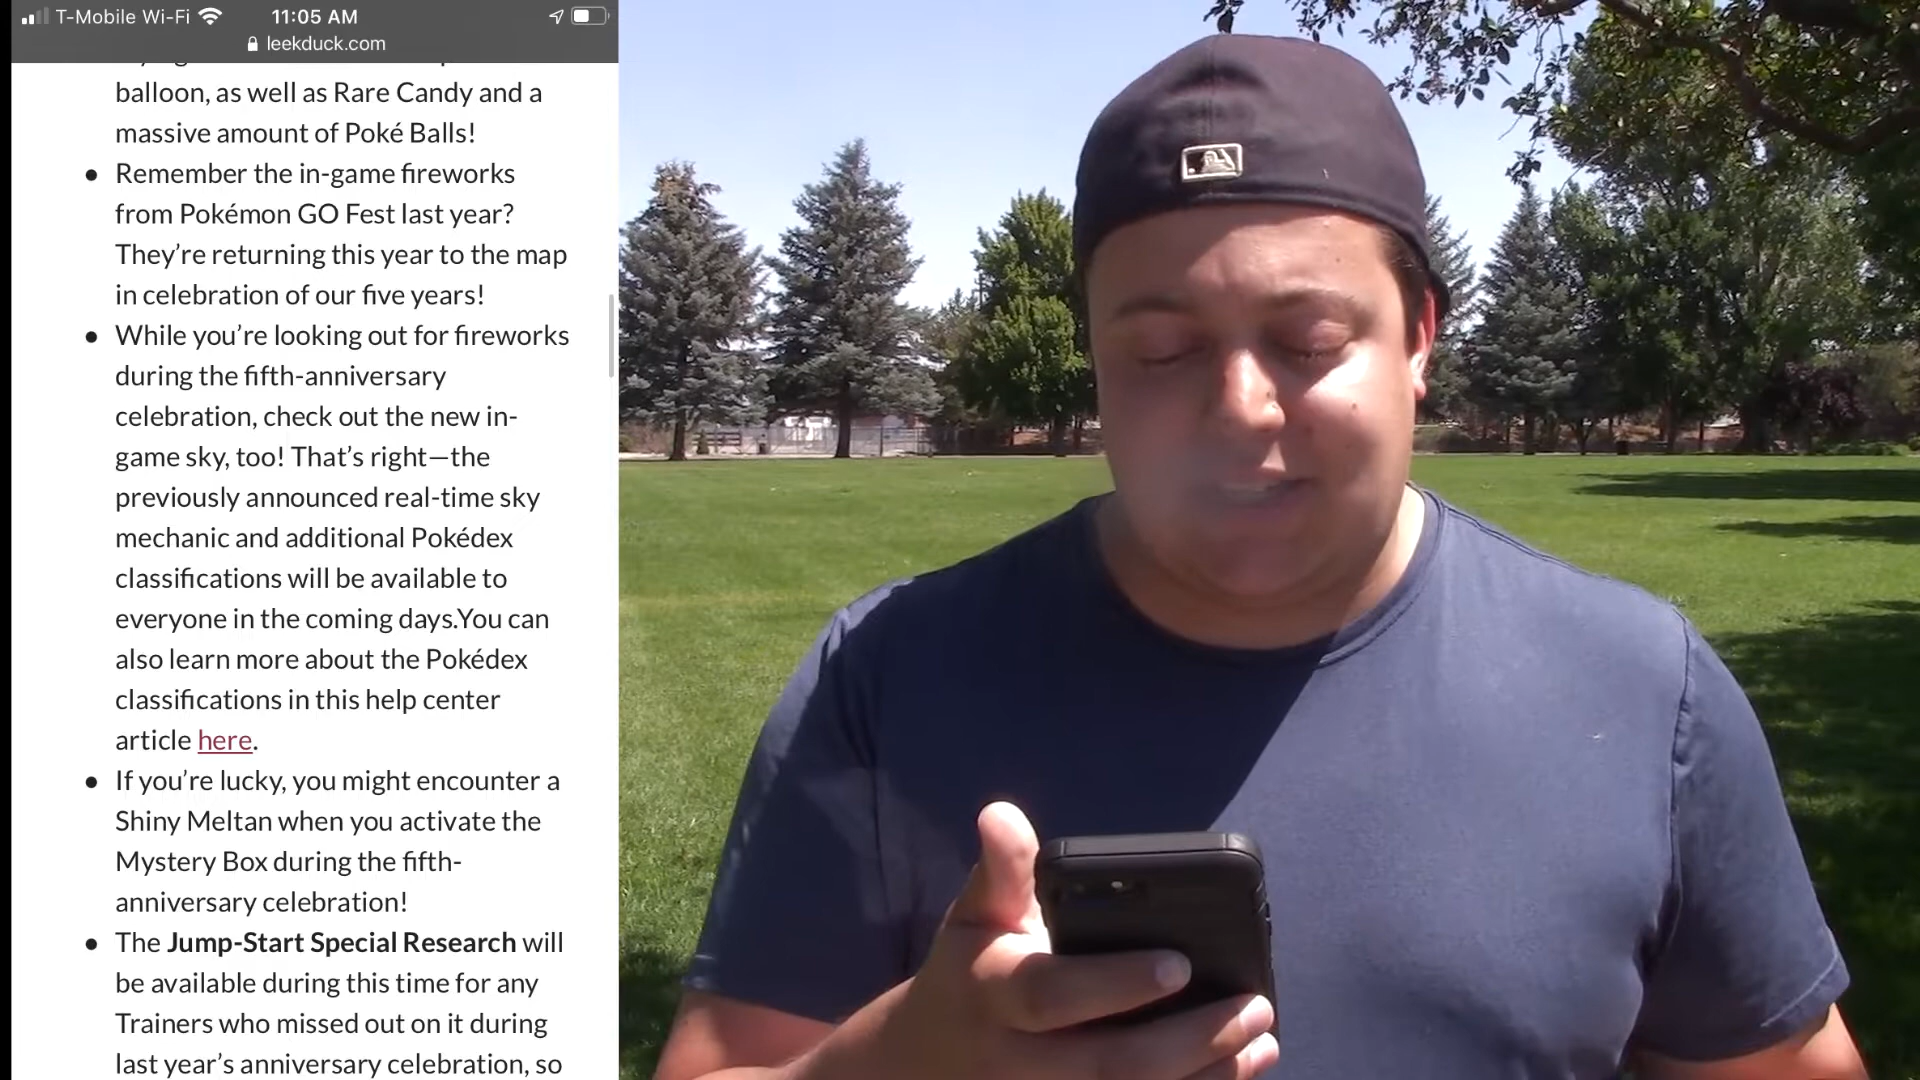 T-Mobile Wi-Fi 11:05 AM
leekduck.com
balloon, as well as Rare Candy and a
massive amount of Poké Balls!
● Remember the in-game fireworks
from Pokémon GO Fest last year?
They’re returning this year to the map
in celebration of our five years!
● While you’re looking out for fireworks
during the fifth-anniversary
celebration, check out the new in-
game sky, too! That’s right—the
previously announced real-time sky
mechanic and additional Pokédex
classifications will be available to
everyone in the coming days.You can
also learn more about the Pokédex
classifications in this help center
article here.
● If you’re lucky, you might encounter a
Shiny Meltan when you activate the
Mystery Box during the fifth-
anniversary celebration!
● The Jump-Start Special Research will
be available during this time for any
Trainers who missed out on it during
last year’s anniversary celebration, so